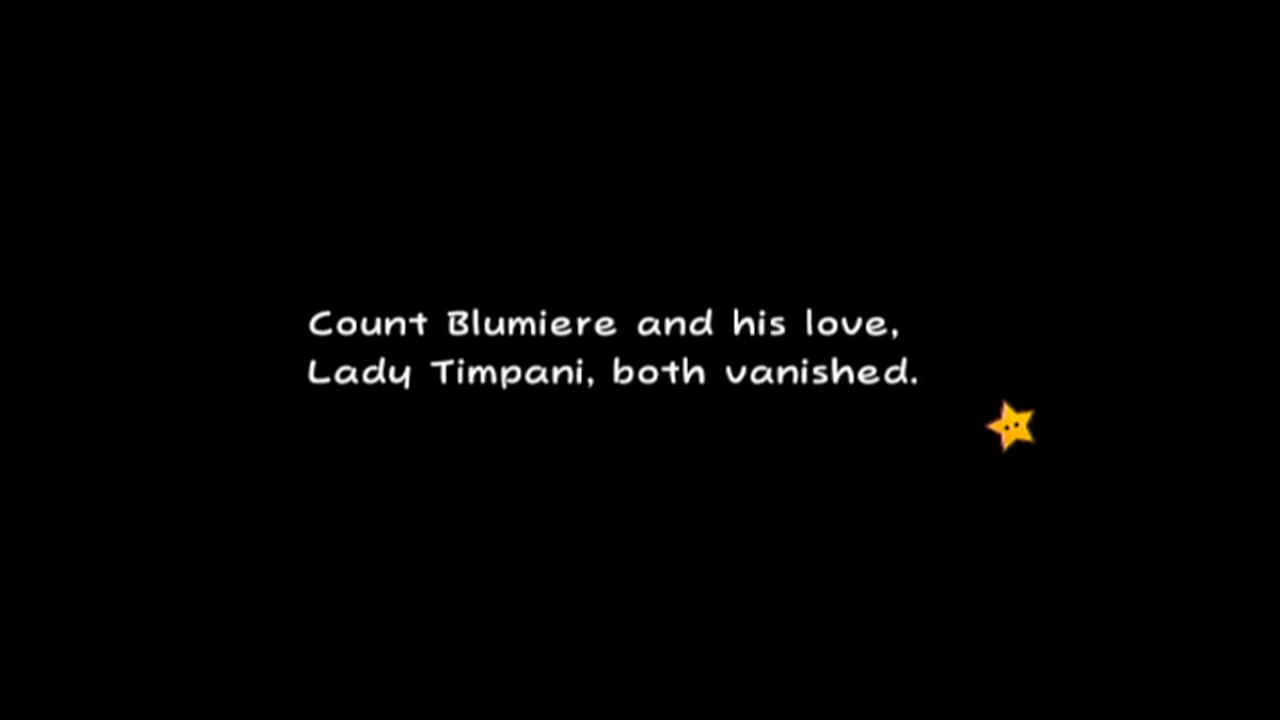 Count Blumiere and his love,
Lady Timpani, both vanished.